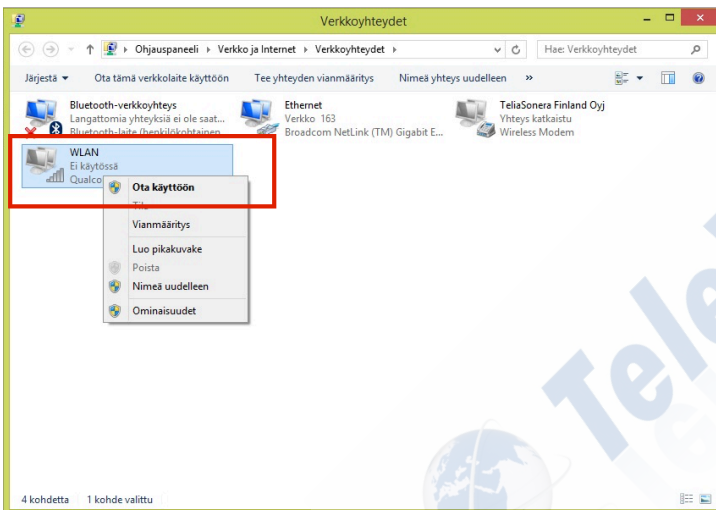 Verkkoyhteydet
Ohjauspaneeli Verkko ja Internet Verkkoyhteydet Hae: Verkkoyhteydet
Järjestä Ota tämä verkkolaite käyttöön Tee yhteyden vianmääritys Nimeä yhteys uudelleen »
Bluetooth-verkkoyhteys
Langattomia yhteyksiä ei ole saat...
Bluetooth-laite (henkilökohtainen
Ethernet
Verkko 163
Broadcom NetLink (TM) Gigabit E...
TeliaSonera Finland Oyj
Yhteys katkaistu
Wireless Modem
WLAN
Ei käytössä
Qualco
Ota käyttöön
Tila
Vianmääritys
Luo pikakuvake
Poista
Nimeä uudelleen
Ominaisuudet
4 kohdetta 1 kohde valittu